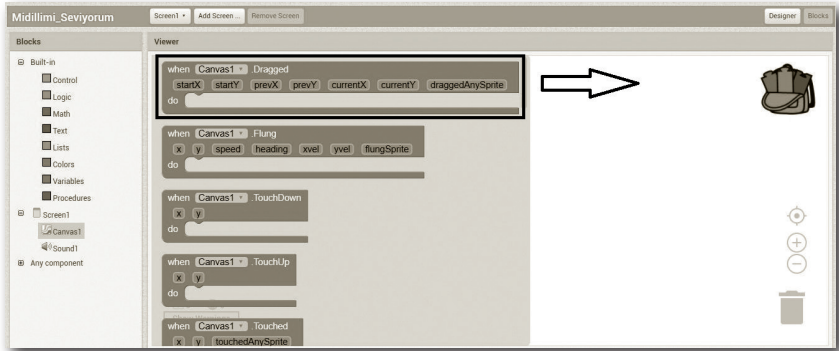 Midillimi_Seviyorum
Screen1
Add Screen ...
Remove Screen
Designer
Blocks
Blocks
Viewer
Built-in
Control
Logic
Math
Text
Lists
Colors
Variables
Procedures
Screen1
Canvas1
Sound1
Any component
when Canvas1 .Dragged
startX startY prevX prevY currentX currentY draggedAnySprite
do
when Canvas1 .Flung
x y speed heading xvel yvel flungSprite
do
when Canvas1 .TouchDown
x y
do
when Canvas1 .TouchUp
x y
do
when Canvas1 .Touched
x y touchedAnySprite